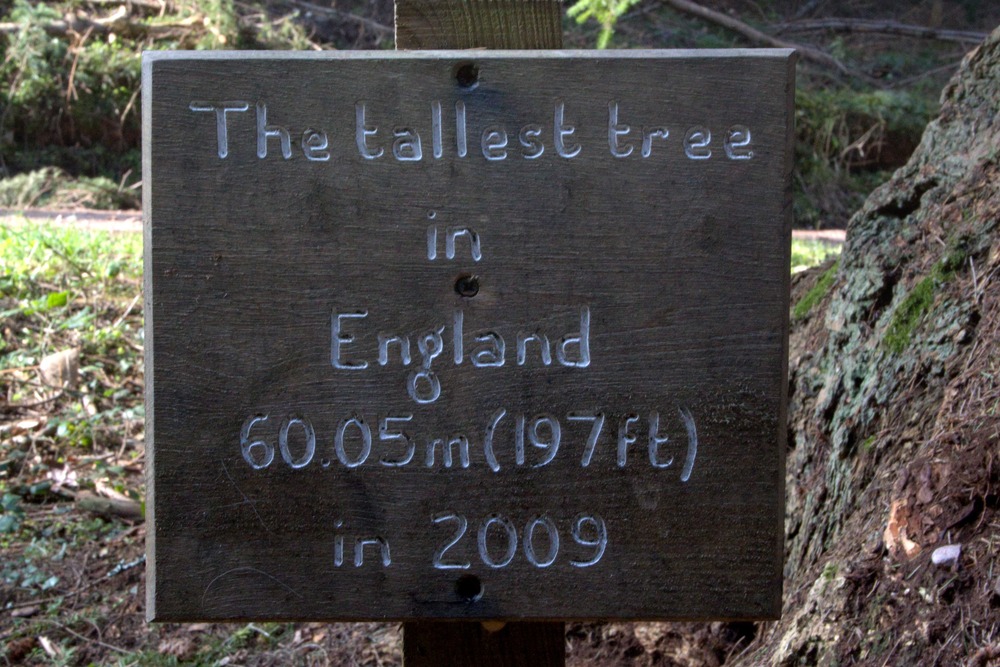 The tallest tree
in
England
60.05m (197ft)
in 2009